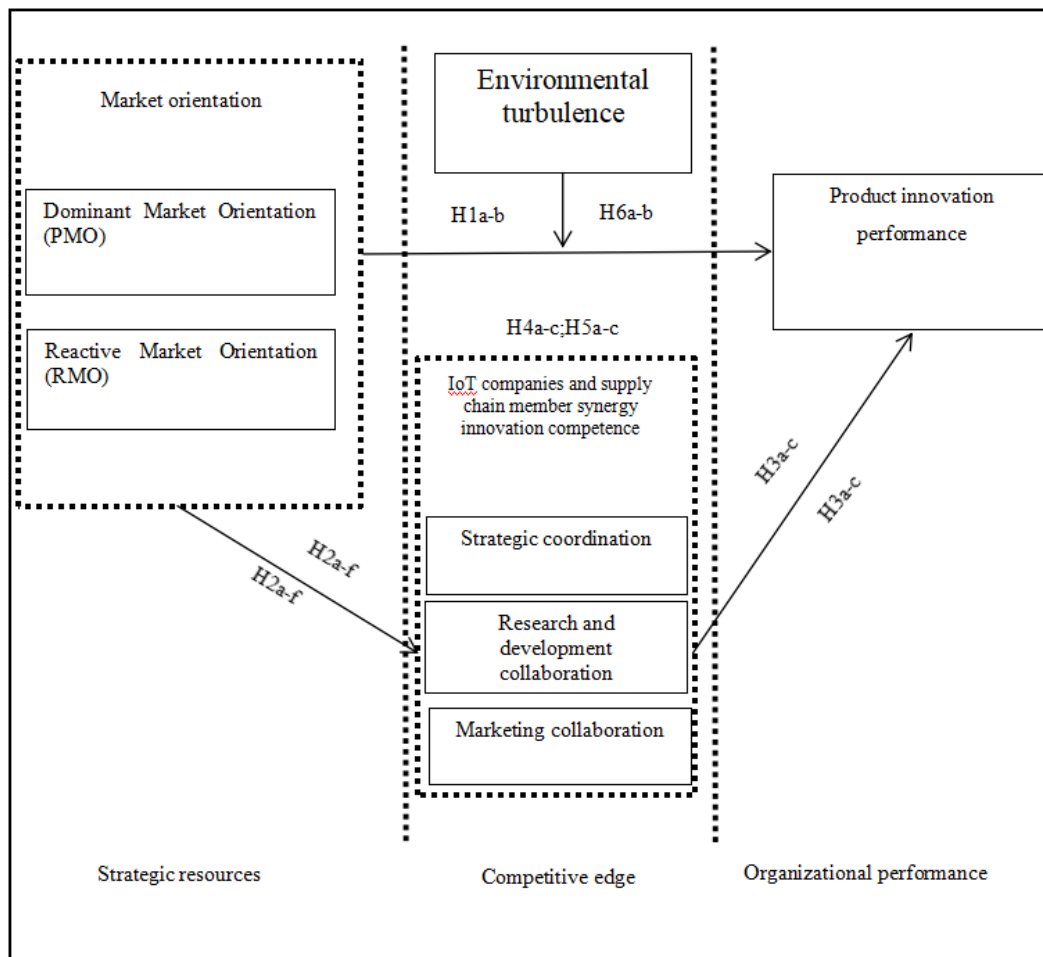 Market orientation
Dominant Market Orientation
(PMO)
Reactive Market Orientation
(RMO)
Environmental
turbulence
H1a-b
H6a-b
Product innovation
performance
H4a-c;H5a-c
IoT companies and supply
chain member synergy
innovation competence
Strategic coordination
Research and
development
collaboration
Marketing collaboration
H2a-f
H2a-f
H3a-c
H3a-c
Strategic resources
Competitive edge
Organizational performance